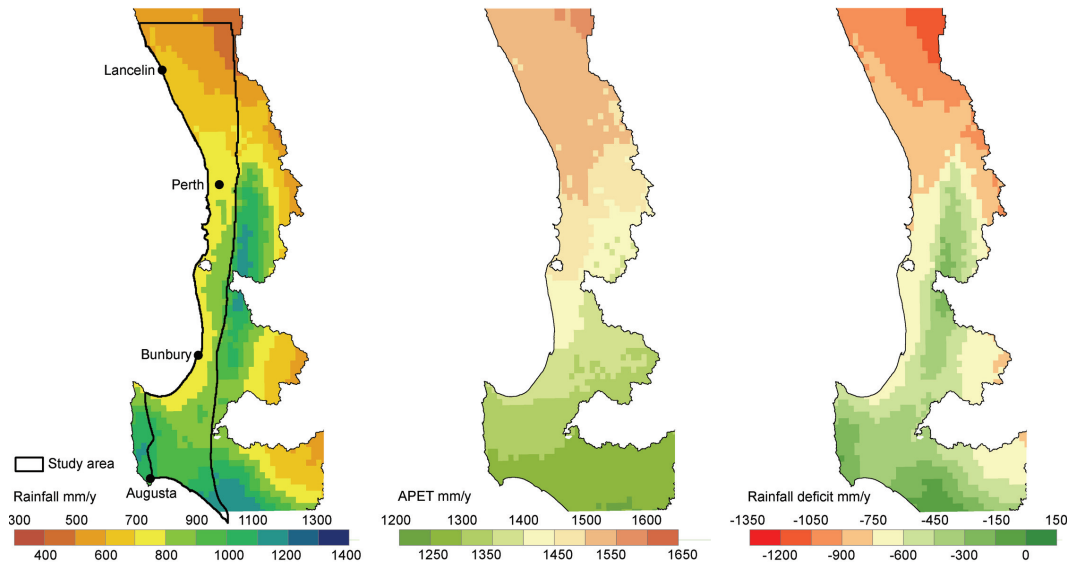 Lancelin
Perth
Bunbury
Study area
Augusta
Rainfall mm/y
300 500 700 900 1100 1300
400 600 800 1000 1200 1400
APET mm/y
1200 1300 1400 1500 1600
1250 1350 1450 1550 1650
Rainfall deficit mm/y
-1350 -1050 -750 -450 -150 150
-1200 -900 -600 -300 0